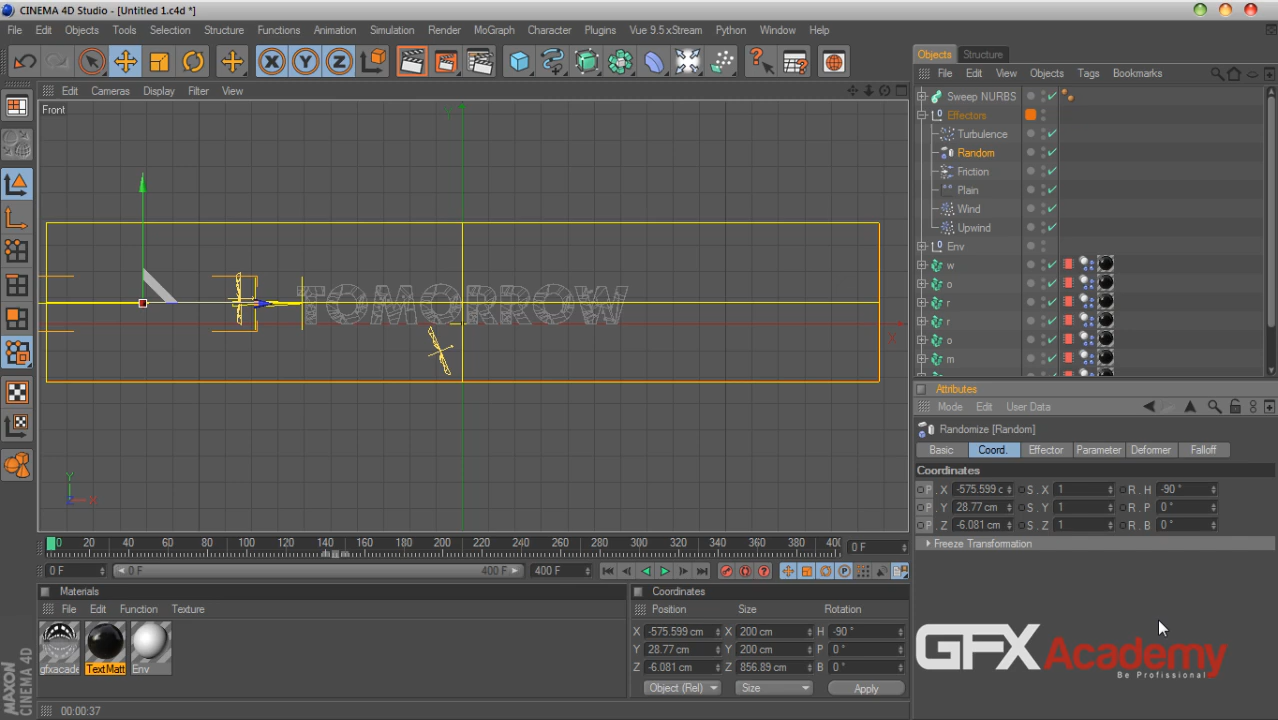 CINEMA 4D Studio - [Untitled 1.c4d *]
File Edit Objects Tools Selection Structure Functions Animation Simulation Render MoGraph Character Plugins Vue 9.5 xStream Python Window Help
X Y Z
Objects Structure
File Edit View Objects Tags Bookmarks
Edit Cameras Display Filter View
Front
TOMORROW
Y
X
Z X
X
Sweep NURBS
Effectors
Turbulence
Random
Friction
Plain
Wind
Upwind
Env
w
o
r
r
o
m
Attributes
Mode Edit User Data
Randomize [Random]
Basic Coord. Effector Parameter Deformer Falloff
Coordinates
P . X -575.599 c S . X 1 R . H -90 °
P . Y 28.77 cm S . Y 1 R . P 0 °
P . Z -6.081 cm S . Z 1 R . B 0 °
Freeze Transformation
0 20 40 60 80 100 120 140 160 180 200 220 240 260 280 300 320 340 360 380 40(
0 F
0 F 0 F 400 F 400 F
P
Materials
File Edit Function Texture
gfxacade TextMatt Env
Coordinates
Position Size Rotation
X -575.599 cm X 200 cm H -90 °
Y 28.77 cm Y 200 cm P 0 °
Z -6.081 cm Z 856.89 cm B 0 °
Object (Rel) Size Apply
GFX Academy
Be Profissional
MAXON
CINEMA 4D
00:00:37